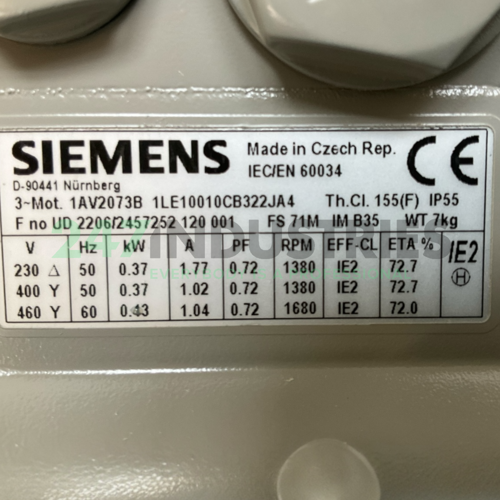 SIEMENS
Made in Czech Rep.
IEC/EN 60034
CE
D-90441 Nürnberg
3~Mot. 1AV2073B 1LE10010CB322JA4 Th.Cl. 155(F) IP55
F no UD 2206/2457252 120 001 FS 71M IM B35 WT 7kg
V Hz kW A PF RPM EFF-CL ETA % IE2
230 Δ 50 0.37 1.77 0.72 1380 IE2 72.7 H
400 Y 50 0.37 1.02 0.72 1380 IE2 72.7
460 Y 60 0.43 1.04 0.72 1680 IE2 72.0
247INDUSTRIES